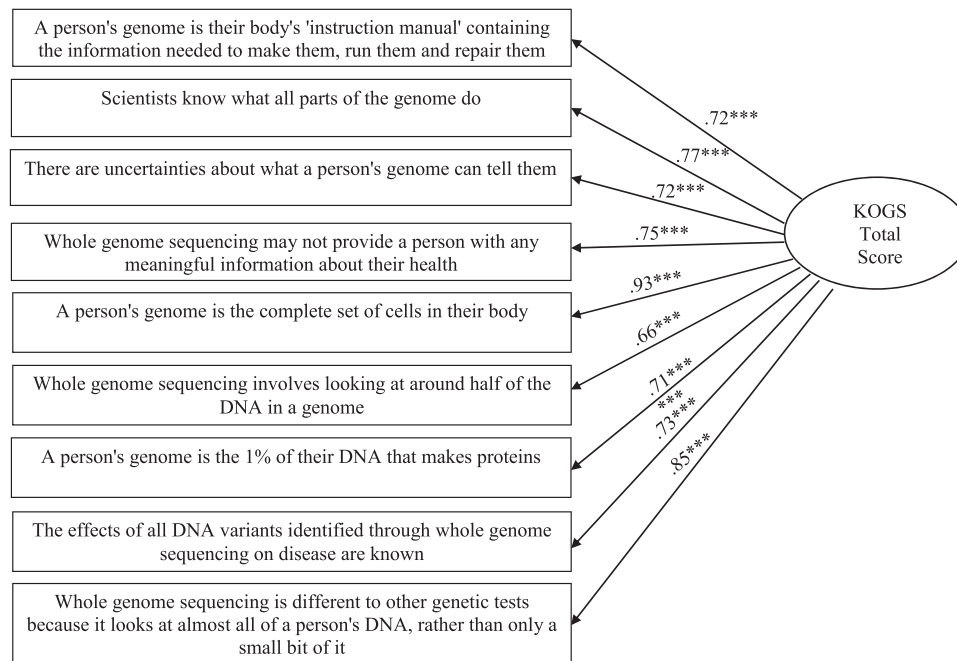 A person's genome is their body's 'instruction manual' containing
the information needed to make them, run them and repair them
Scientists know what all parts of the genome do
There are uncertainties about what a person's genome can tell them
Whole genome sequencing may not provide a person with any
meaningful information about their health
A person's genome is the complete set of cells in their body
Whole genome sequencing involves looking at around half of the
DNA in a genome
A person's genome is the 1% of their DNA that makes proteins
The effects of all DNA variants identified through whole genome
sequencing on disease are known
Whole genome sequencing is different to other genetic tests
because it looks at almost all of a person's DNA, rather than only a
small bit of it
.72***
.77***
.72***
.75***
.93***
.66***
.71***
***
.73***
.85***
KOGS
Total
Score